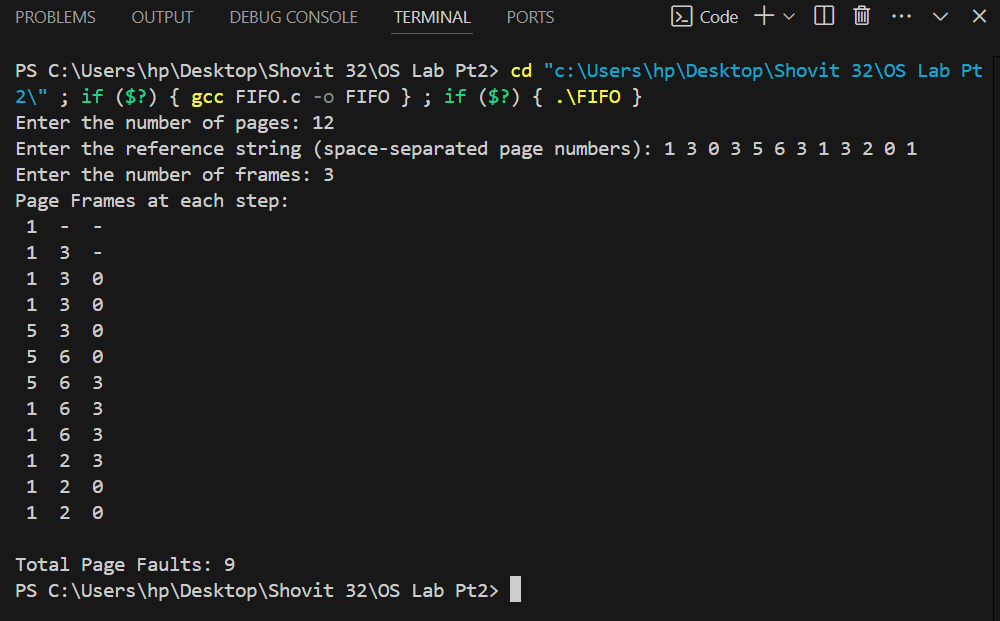 PROBLEMS OUTPUT DEBUG CONSOLE TERMINAL PORTS Code
PS C:\Users\hp\Desktop\Shovit 32\OS Lab Pt2> cd "c:\Users\hp\Desktop\Shovit 32\OS Lab Pt
2\" ; if ($?) { gcc FIFO.c -o FIFO } ; if ($?) { .\FIFO }
Enter the number of pages: 12
Enter the reference string (space-separated page numbers): 1 3 0 3 5 6 3 1 3 2 0 1
Enter the number of frames: 3
Page Frames at each step:
1 - -
1 3 -
1 3 0
1 3 0
5 3 0
5 6 0
5 6 3
1 6 3
1 6 3
1 2 3
1 2 0
1 2 0
Total Page Faults: 9
PS C:\Users\hp\Desktop\Shovit 32\OS Lab Pt2>